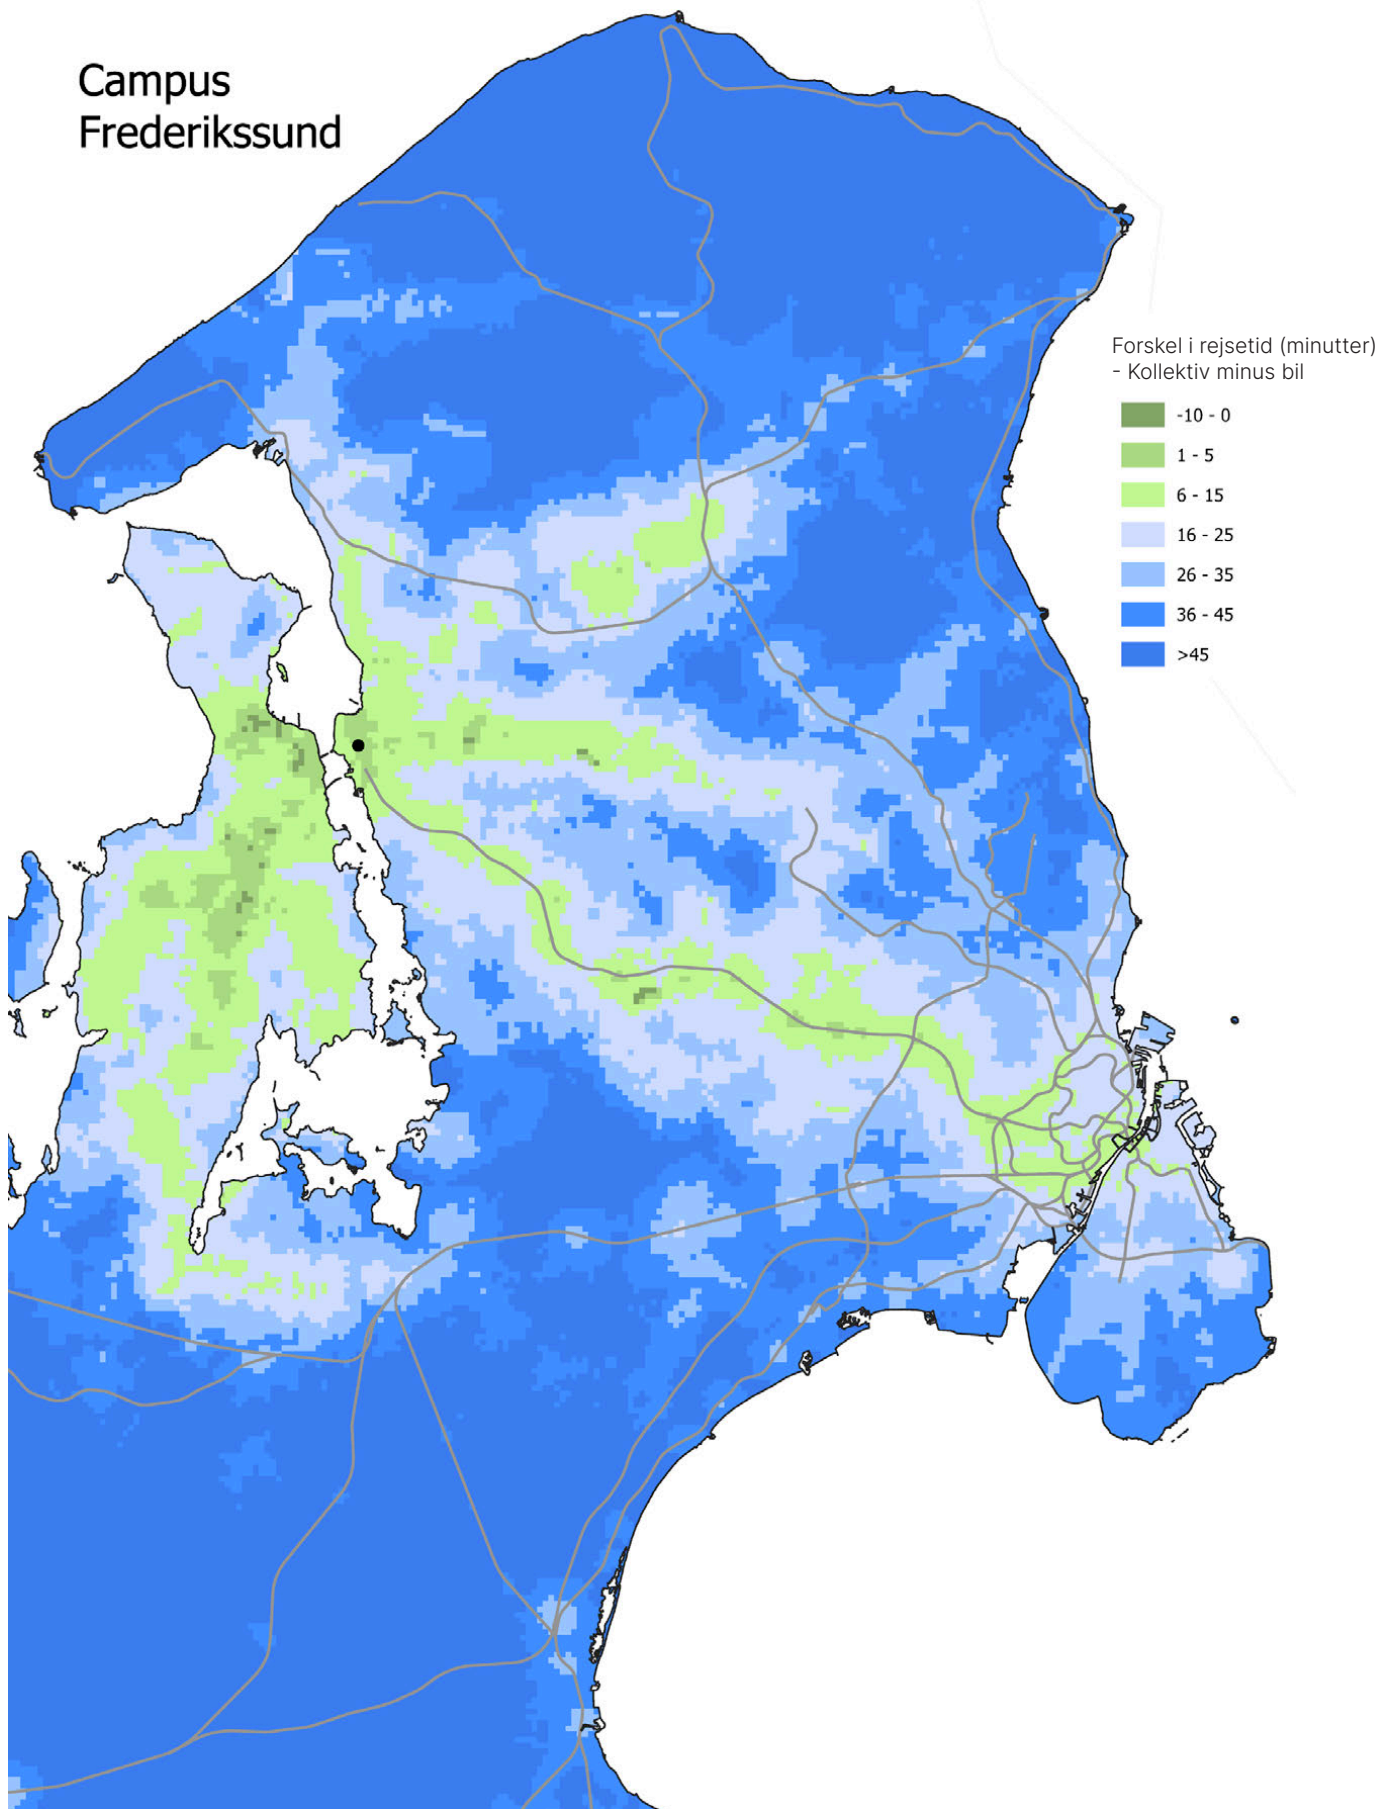 Campus
Frederikssund
Forskel i rejsetid (minutter)
- Kollektiv minus bil
-10 - 0
1 - 5
6 - 15
16 - 25
26 - 35
36 - 45
>45